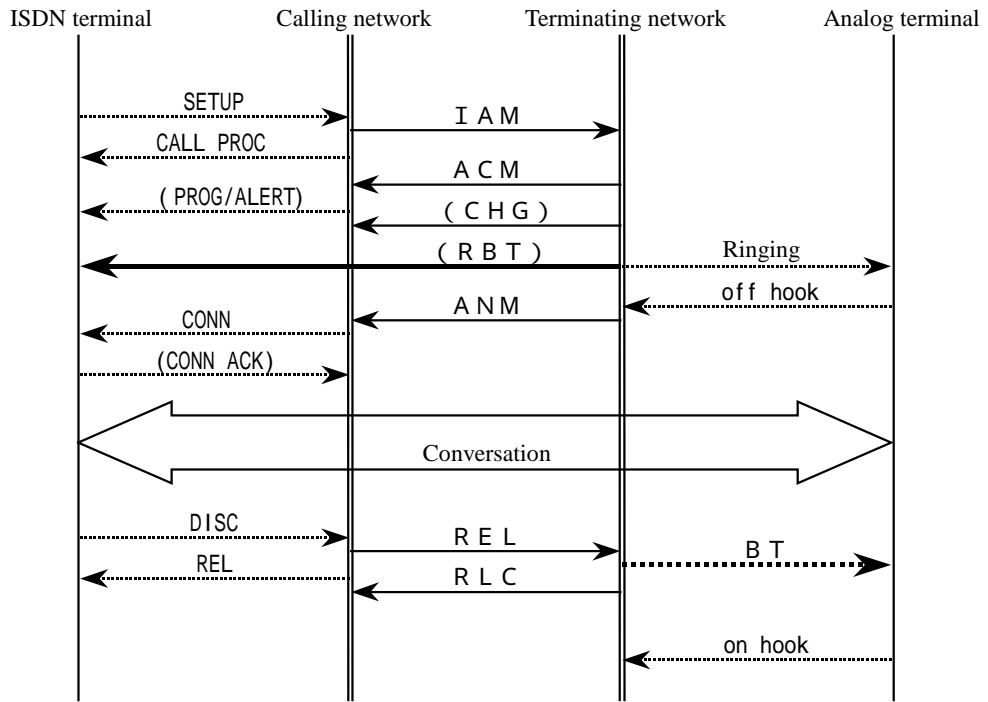 ISDN terminal Calling network Terminating network Analog terminal
SETUP
IAM
CALL PROC
ACM
(PROG/ALERT)
(CHG)
(RBT) Ringing
off hook
CONN ANM
(CONN ACK)
Conversation
DISC
REL
BT
REL
RLC
on hook